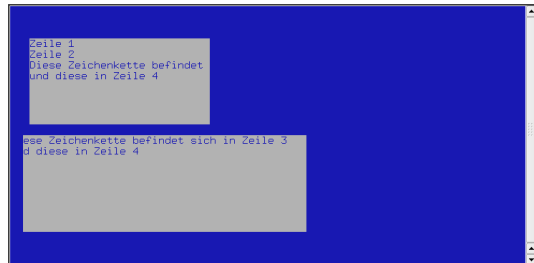 Zeile 1
Zeile 2
Diese Zeichenkette befindet
und diese in Zeile 4
ese Zeichenkette befindet sich in Zeile 3
d diese in Zeile 4